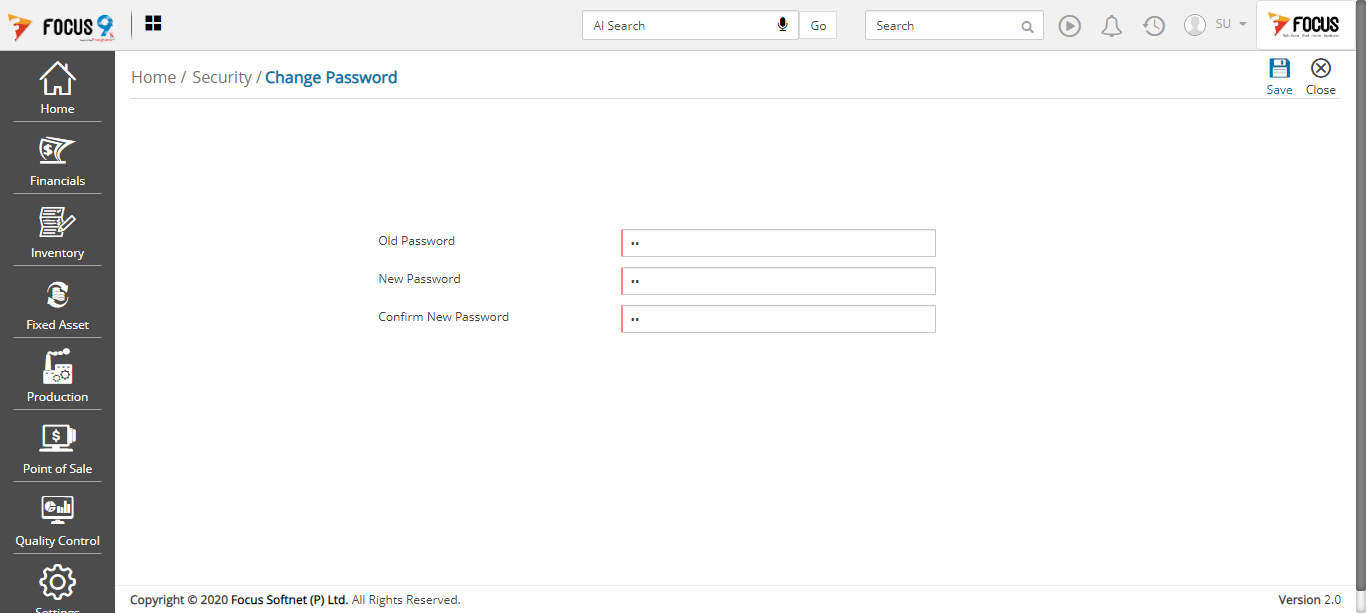 FOCUS 9
AI Search
Go
Search
SU
FOCUS
Home / Security / Change Password
Save
Close
Home
Financials
Inventory
Fixed Asset
Production
Point of Sale
Quality Control
Settings
Old Password
••
New Password
••
Confirm New Password
••
Copyright © 2020 Focus Softnet (P) Ltd. All Rights Reserved.
Version 2.0